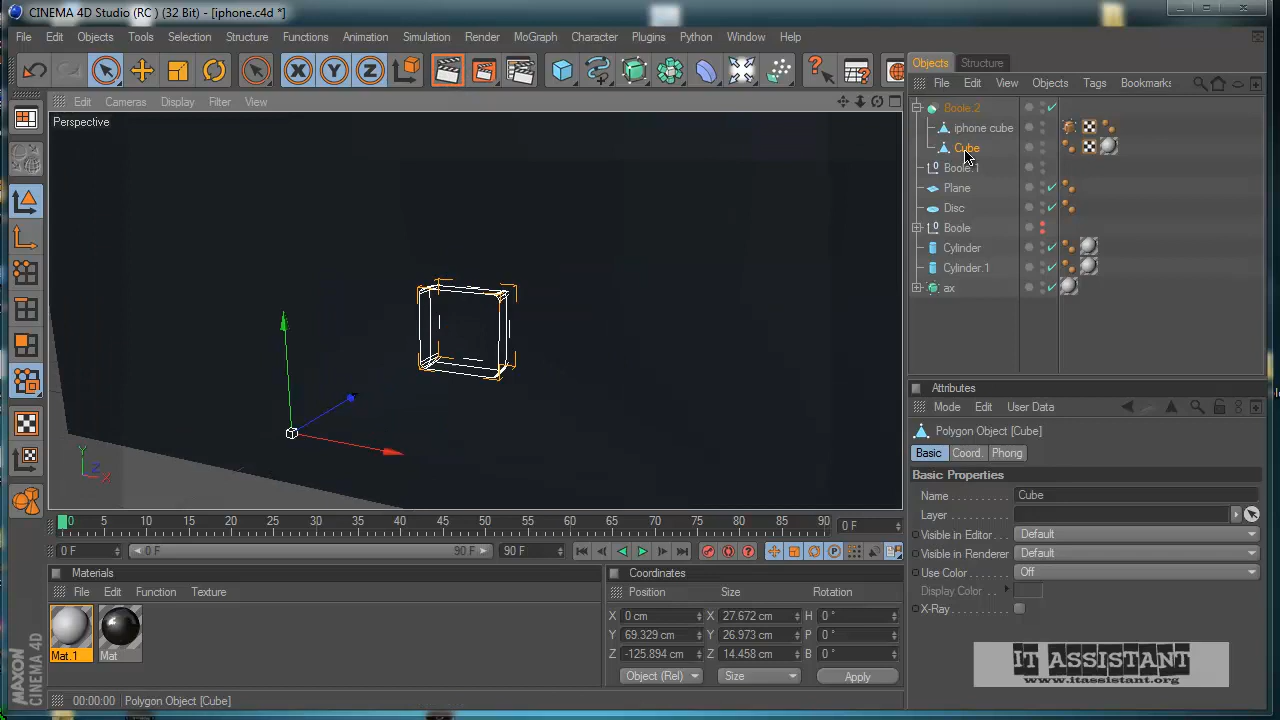 CINEMA 4D Studio (RC ) (32 Bit) - [iphone.c4d *]
File Edit Objects Tools Selection Structure Functions Animation Simulation Render MoGraph Character Plugins Python Window Help
X Y Z
Objects Structure
File Edit View Objects Tags Bookmarks
Edit Cameras Display Filter View
Perspective
Boole.2
iphone cube
Cube
Boole.1
Plane
Disc
Boole
Cylinder
Cylinder.1
ax
Y Z X
Attributes
Mode Edit User Data
Polygon Object [Cube]
Basic Coord. Phong
Basic Properties
Name Cube
Layer
Visible in Editor Default
Visible in Renderer Default
Use Color Off
Display Color
X-Ray
0 5 10 15 20 25 30 35 40 45 50 55 60 65 70 75 80 85 90 0 F
0 F 0 F 90 F 90 F
Materials
File Edit Function Texture
Mat.1 Mat
Coordinates
Position Size Rotation
X 0 cm X 27.672 cm H 0 °
Y 69.329 cm Y 26.973 cm P 0 °
Z -125.894 cm Z 14.458 cm B 0 °
Object (Rel) Size Apply
IT ASSISTANT
www.itassistant.org
MAXON
CINEMA 4D
00:00:00 Polygon Object [Cube]